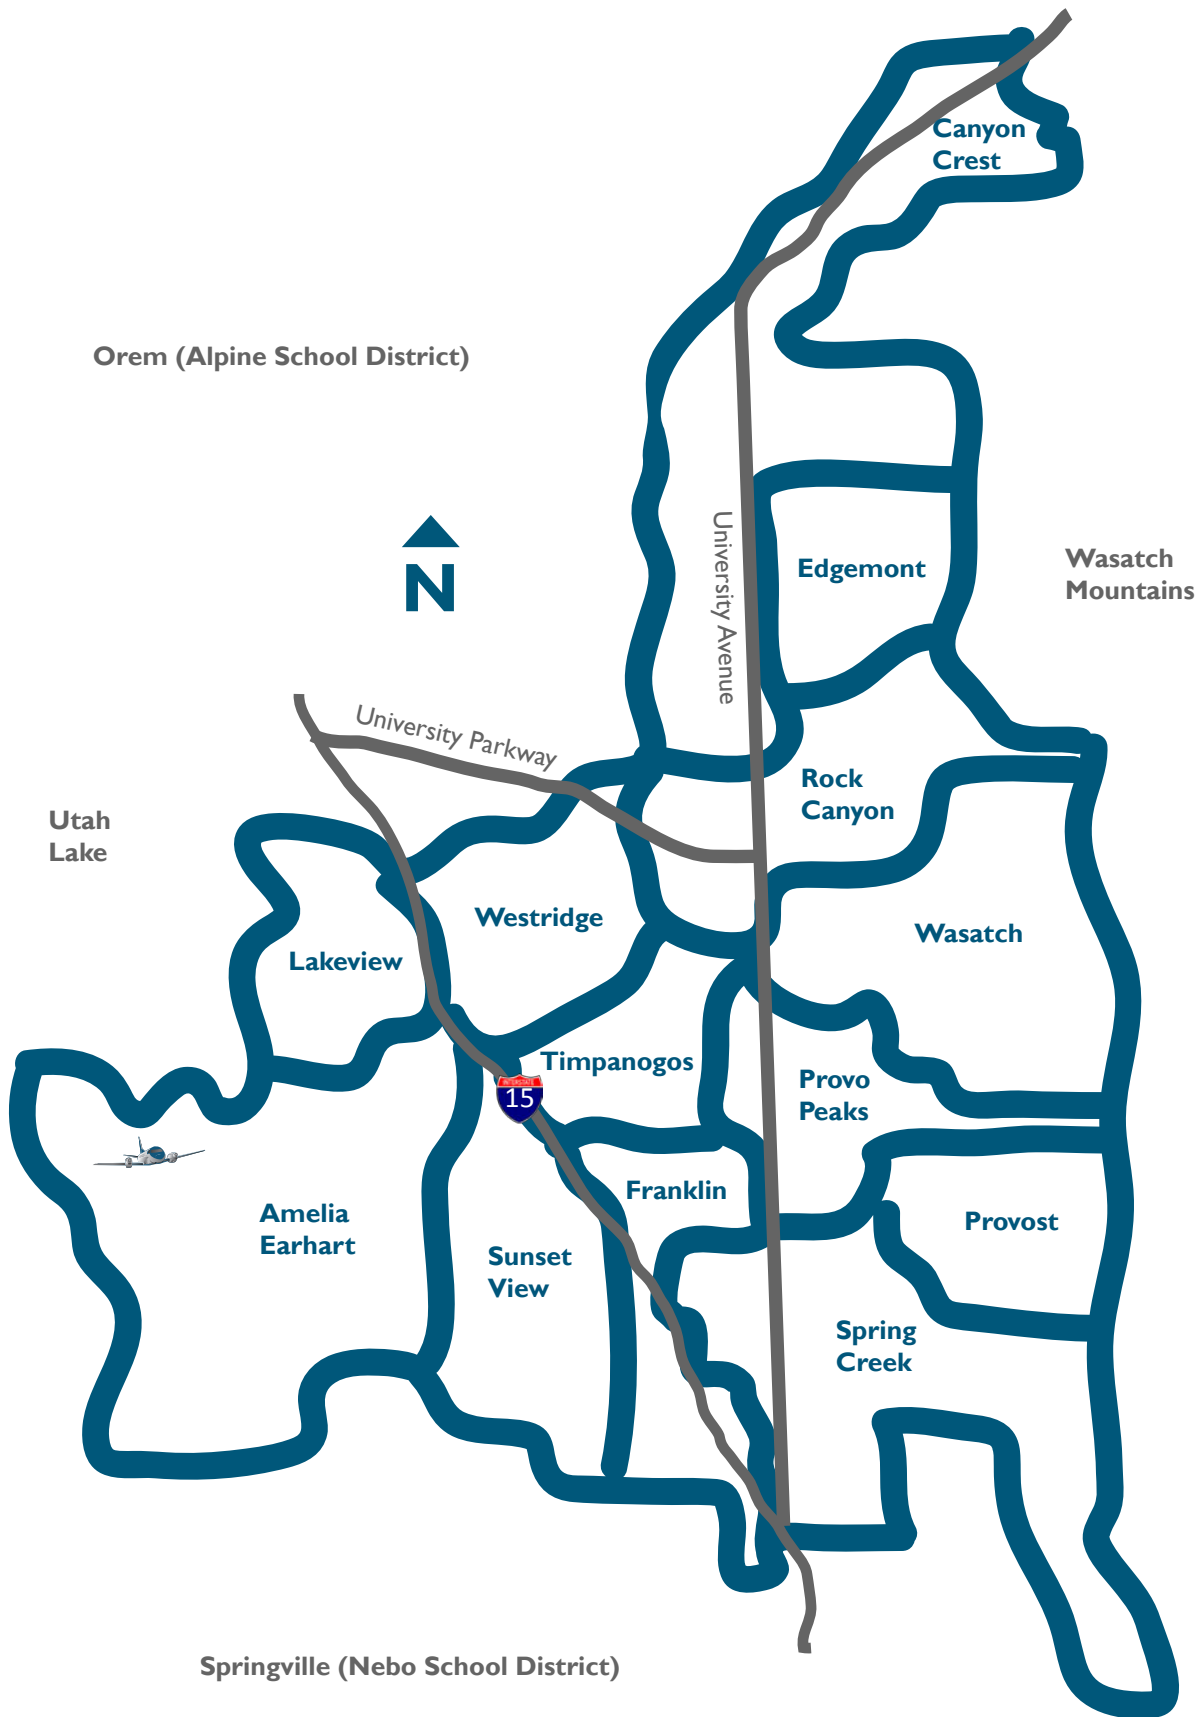 Canyon
Crest
Orem (Alpine School District)
University Avenue
N
Edgemont
Wasatch
Mountains
University Parkway
Rock
Canyon
Utah
Lake
Westridge
Wasatch
Lakeview
Timpanogos
INTERSTATE
15
Provo
Peaks
Franklin
Amelia
Earhart
Provost
Sunset
View
Spring
Creek
Springville (Nebo School District)